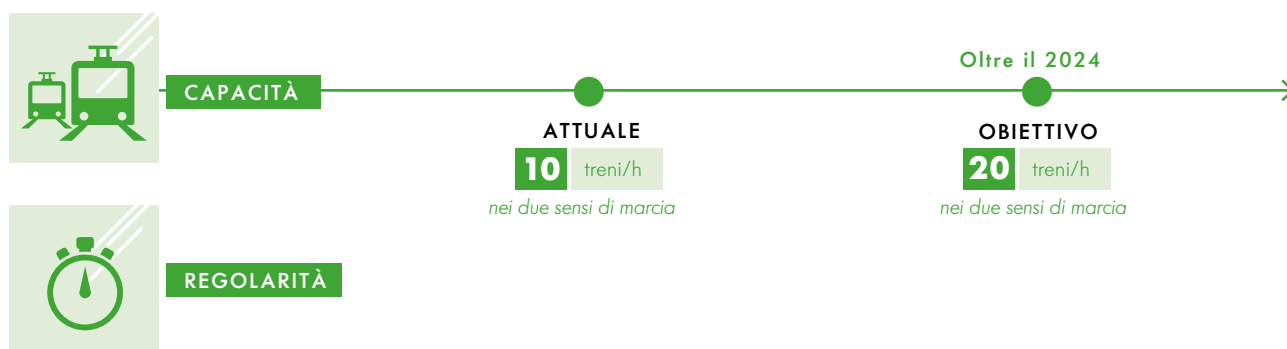 Oltre il 2024
CAPACITÀ
ATTUALE
OBIETTIVO
10 treni/h
20 treni/h
nei due sensi di marcia
nei due sensi di marcia
REGOLARITÀ